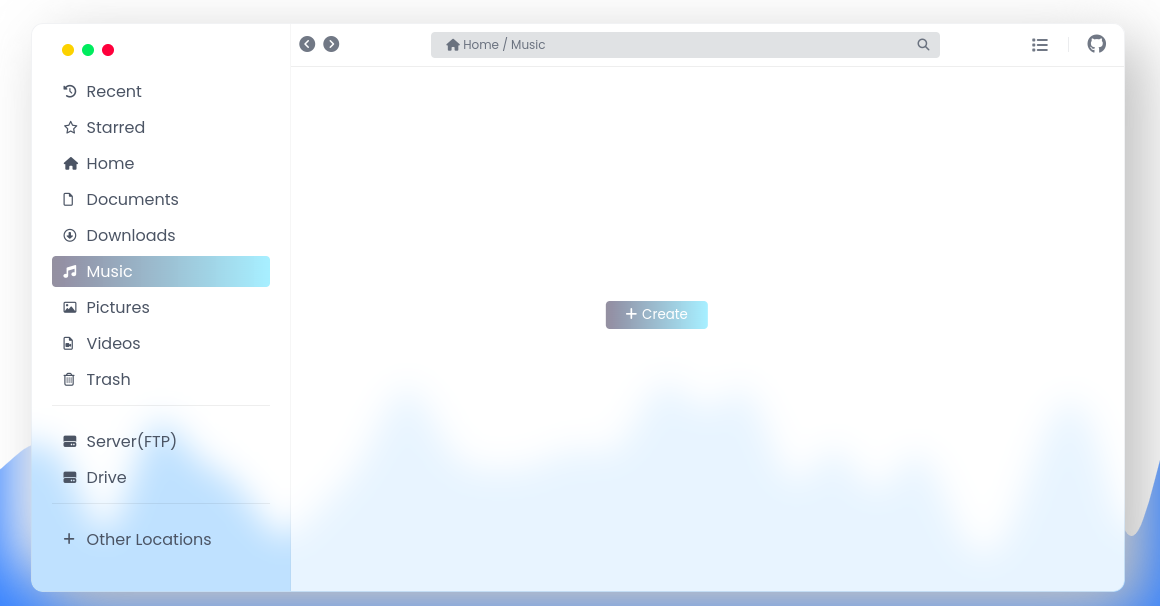 Home / Music
Recent
Starred
Home
Documents
Downloads
Music
Pictures
Videos
Trash
Server(FTP)
Drive
Other Locations
Create